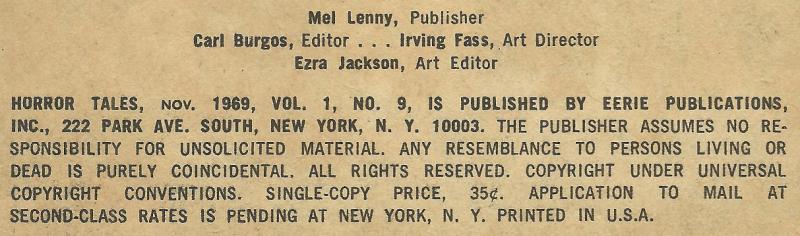 Mel Lenny, Publisher
Carl Burgos, Editor . . . Irving Fass, Art Director
Ezra Jackson, Art Editor
HORROR TALES, NOV. 1969, VOL. 1, NO. 9, IS PUBLISHED BY EERIE PUBLICATIONS,
INC., 222 PARK AVE. SOUTH, NEW YORK, N. Y. 10003. THE PUBLISHER ASSUMES NO RE-
SPONSIBILITY FOR UNSOLICITED MATERIAL. ANY RESEMBLANCE TO PERSONS LIVING OR
DEAD IS PURELY COINCIDENTAL. ALL RIGHTS RESERVED. COPYRIGHT UNDER UNIVERSAL
COPYRIGHT CONVENTIONS. SINGLE-COPY PRICE, 35¢. APPLICATION TO MAIL AT
SECOND-CLASS RATES IS PENDING AT NEW YORK, N. Y. PRINTED IN U.S.A.